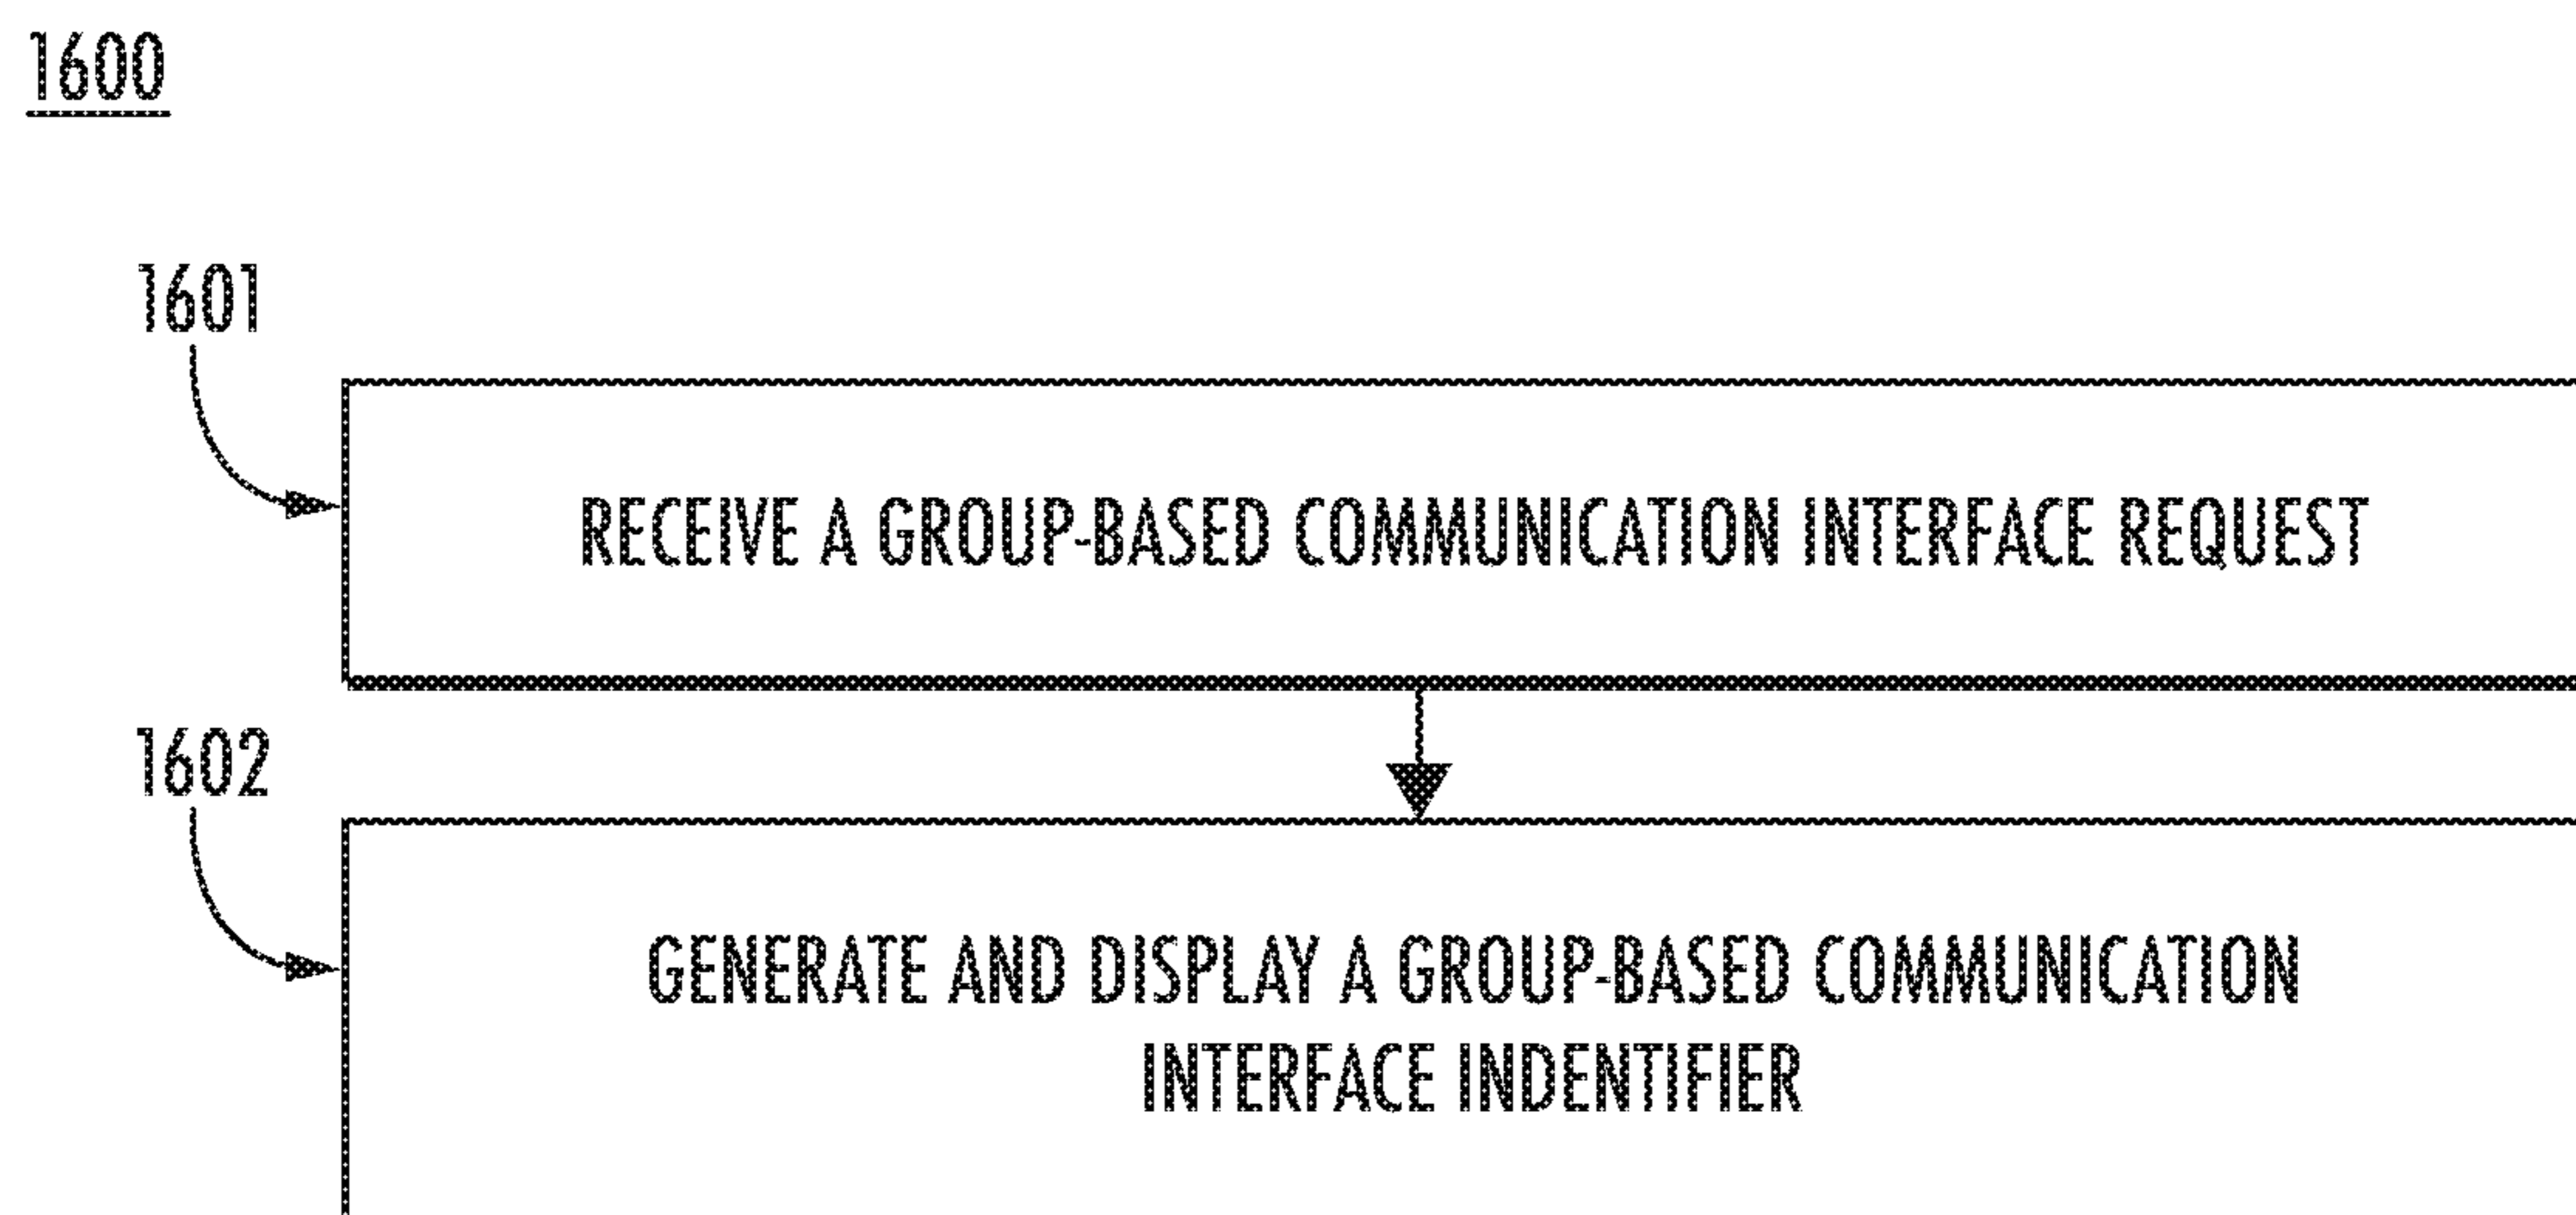 1600
1601
RECEIVE A GROUP-BASED COMMUNICATION INTERFACE REQUEST
1602
GENERATE AND DISPLAY A GROUP-BASED COMMUNICATION
INTERFACE INDENTIFIER